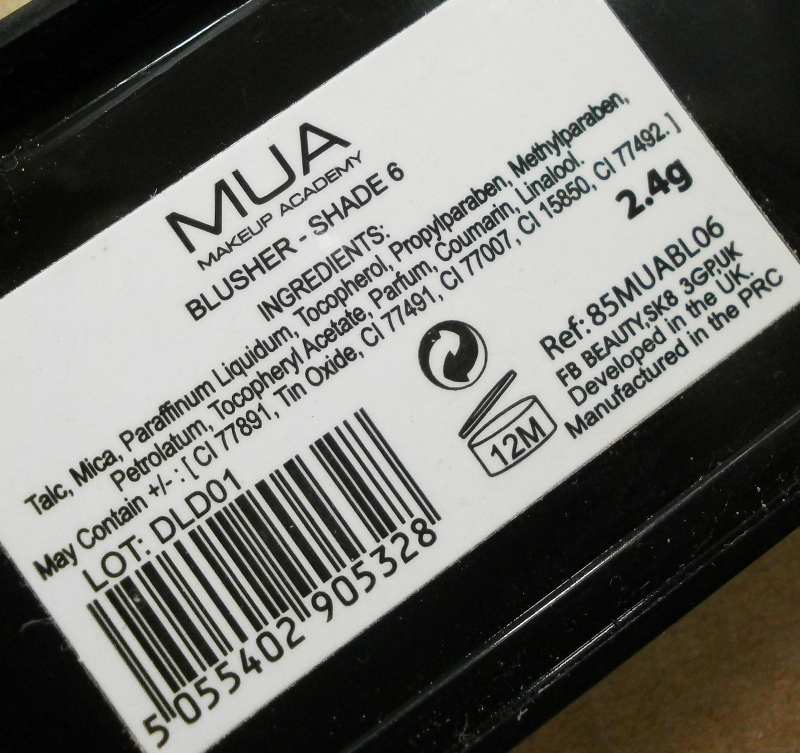 MUA
MAKEUP ACADEMY
BLUSHER - SHADE 6
INGREDIENTS:
Talc, Mica, Paraffinum Liquidum, Tocopherol, Propylparaben, Methylparaben,
Petrolatum, Tocopheryl Acetate, Parfum, Coumarin, Linalool.
May Contain +/- : [ CI 77891, Tin Oxide, CI 77491, CI 77007, CI 15850, CI 77492. ]
2.4g
LOT: DLD01
5 055402 905328
12M
Ref: 85MUABL06
FB BEAUTY,SK8 3GP,UK
Developed in the UK.
Manufactured in the PRC